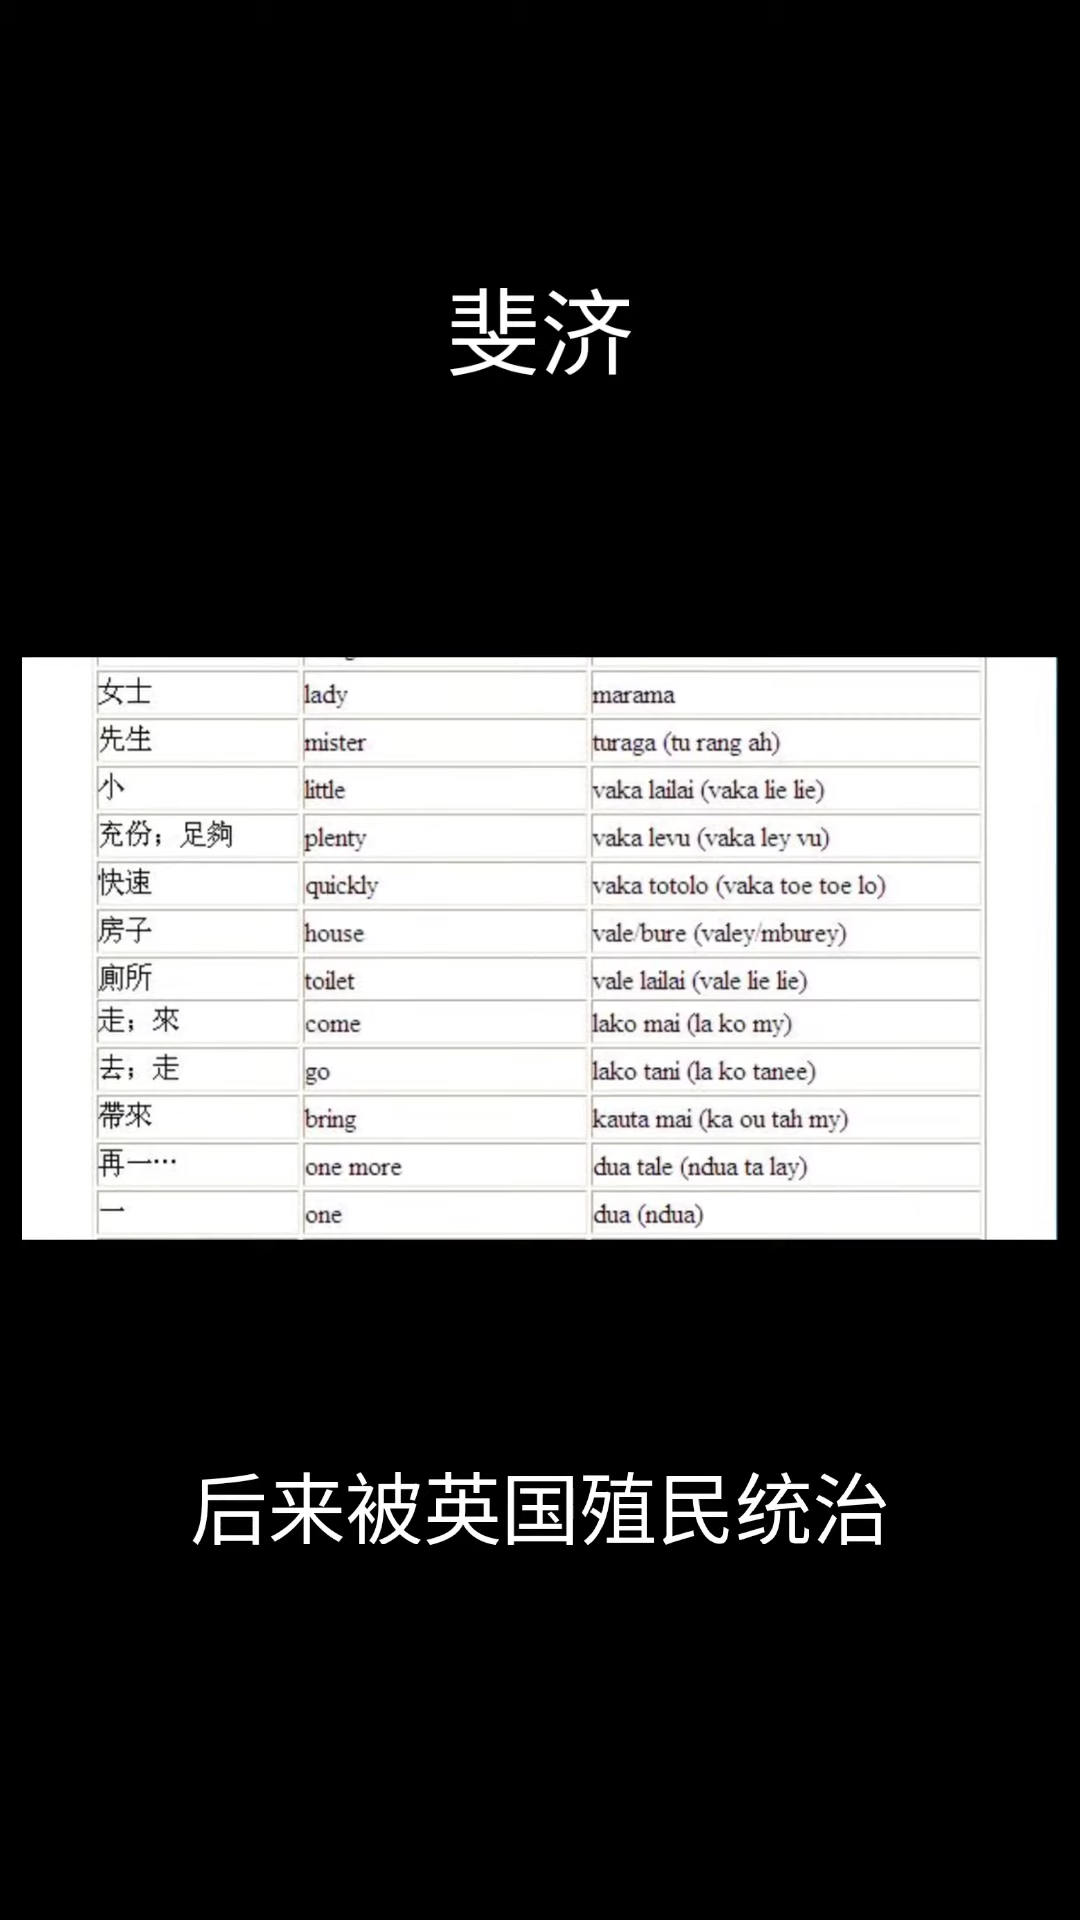 斐济
女士 lady marama
先生 mister turaga (tu rang ah)
小 little vaka lailai (vaka lie lie)
充份；足夠 plenty vaka levu (vaka ley vu)
快速 quickly vaka totolo (vaka toe toe lo)
房子 house vale/bure (valey/mburey)
廁所 toilet vale lailai (vale lie lie)
走；來 come lako mai (la ko my)
去；走 go lako tani (la ko tanee)
帶來 bring kauta mai (ka ou tah my)
再一… one more dua tale (ndua ta lay)
一 one dua (ndua)
后来被英国殖民统治